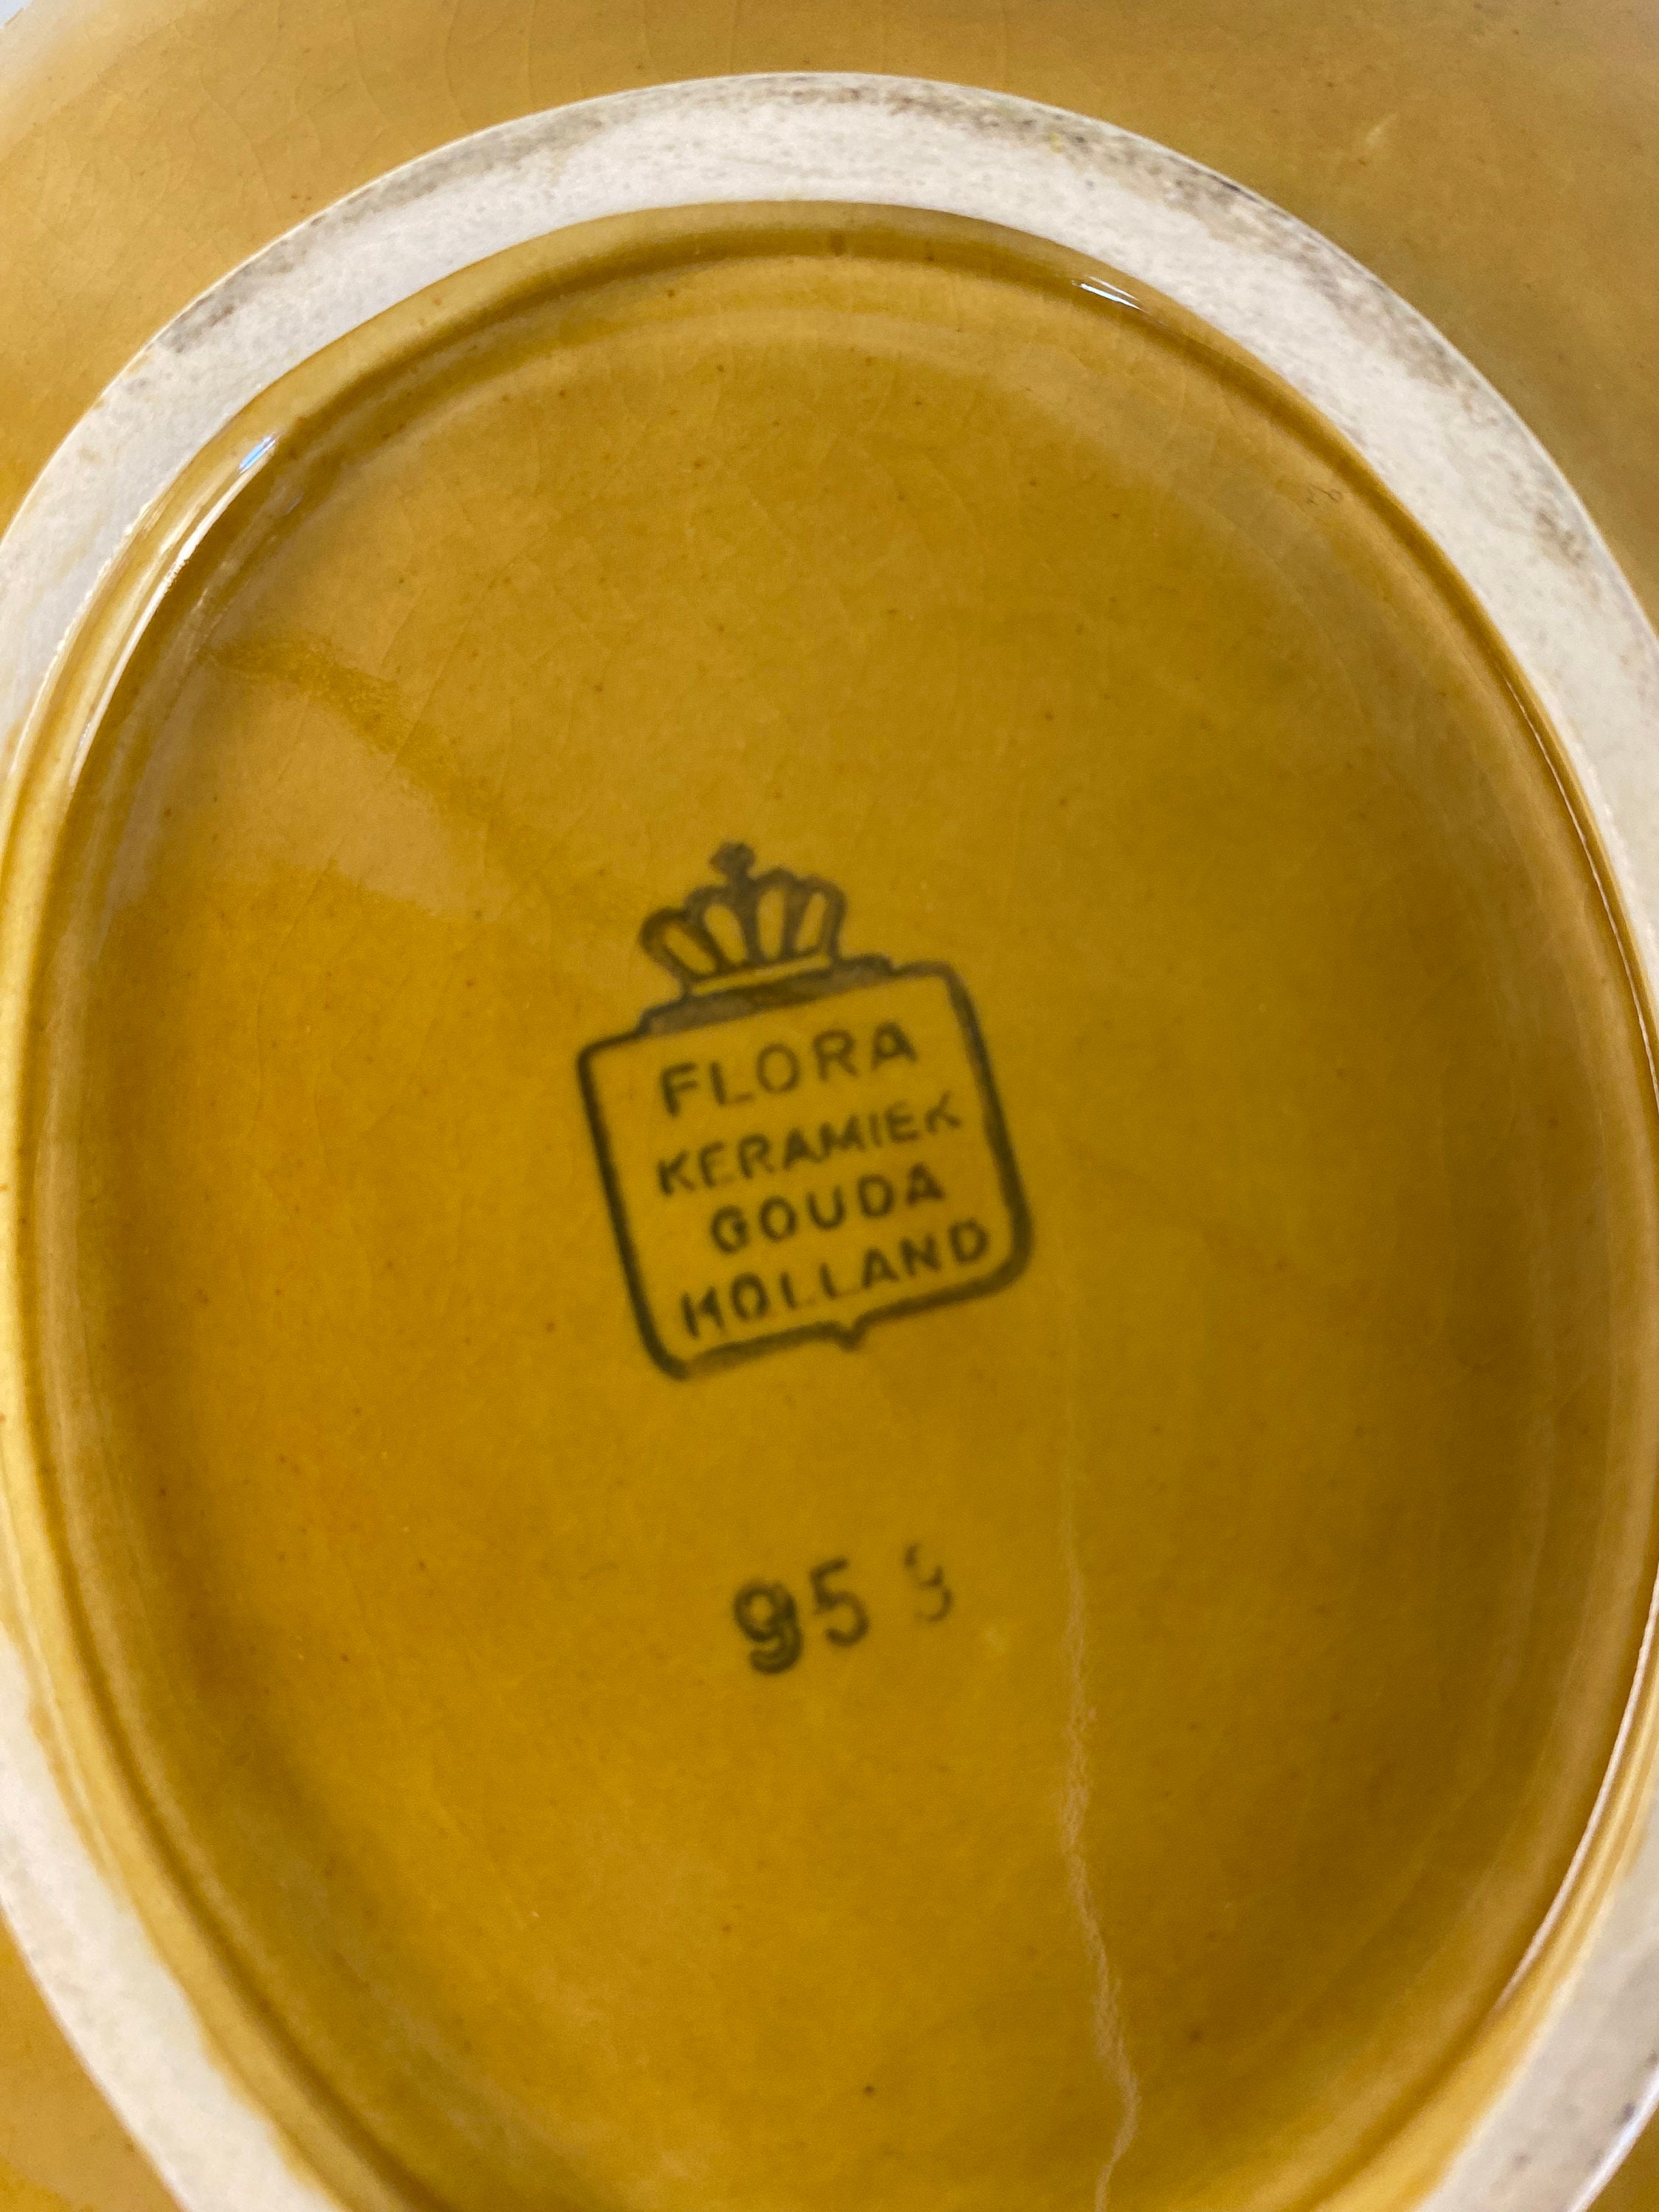 FLORA
KERAMIEK
GOUDA
HOLLAND
95